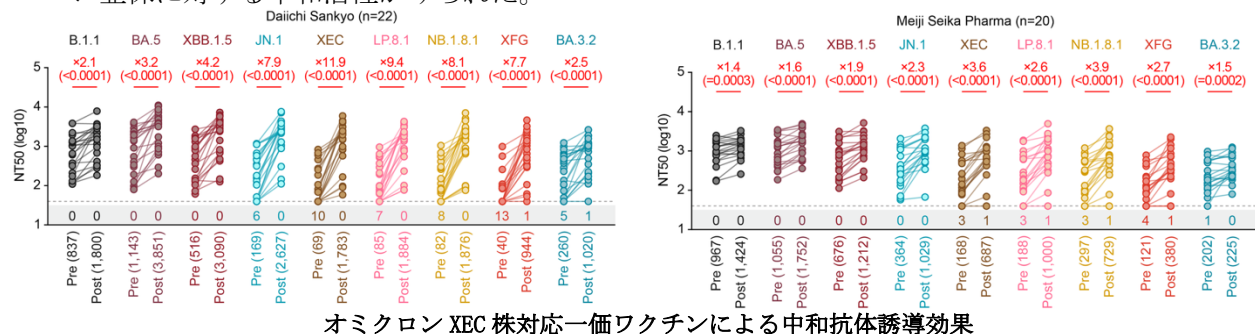 Daiichi Sankyo (n=22)
B.1.1 BA.5 XBB.1.5 JN.1 XEC LP.8.1 NB.1.8.1 XFG BA.3.2
×2.1 ×3.2 ×4.2 ×7.9 ×11.9 ×9.4 ×8.1 ×7.7 ×2.5
(<0.0001) (<0.0001) (<0.0001) (<0.0001) (<0.0001) (<0.0001) (<0.0001) (<0.0001) (<0.0001)
NT50 (log10)
5
4
3
2
1
0 0 0 0 0 0 6 0 10 0 7 0 8 0 13 1 5 1
Pre (837)
Post (1,800)
Pre (1,143)
Post (3,851)
Pre (516)
Post (3,090)
Pre (169)
Post (2,627)
Pre (69)
Post (1,783)
Pre (85)
Post (1,884)
Pre (82)
Post (1,876)
Pre (40)
Post (944)
Pre (260)
Post (1,020)
Meiji Seika Pharma (n=20)
B.1.1 BA.5 XBB.1.5 JN.1 XEC LP.8.1 NB.1.8.1 XFG BA.3.2
×1.4 ×1.6 ×1.9 ×2.3 ×3.6 ×2.6 ×3.9 ×2.7 ×1.5
(=0.0003) (<0.0001) (<0.0001) (<0.0001) (<0.0001) (<0.0001) (<0.0001) (<0.0001) (=0.0002)
NT50 (log10)
5
4
3
2
1
0 0 0 0 0 0 0 0 3 1 3 1 3 1 4 1 1 0
Pre (967)
Post (1,424)
Pre (1,055)
Post (1,752)
Pre (676)
Post (1,212)
Pre (364)
Post (1,029)
Pre (168)
Post (687)
Pre (188)
Post (1,000)
Pre (297)
Post (729)
Pre (121)
Post (380)
Pre (202)
Post (225)
オミクロン XEC 株対応一価ワクチンによる中和抗体誘導効果